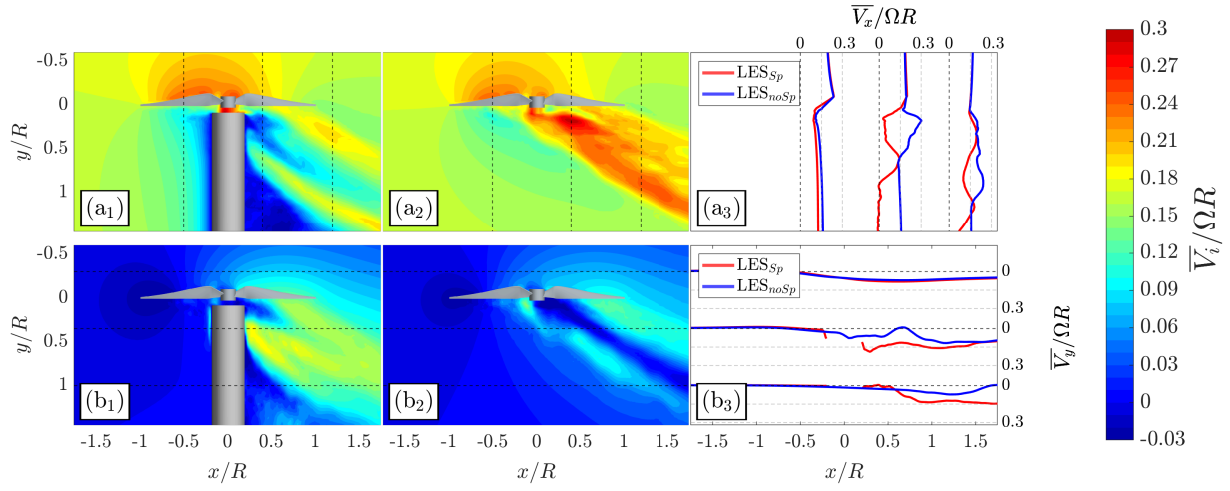 V̅x/ΩR
0 0.3 0 0.3 0 0.3
-0.5
0
0.5
1
y/R
(a1)
(a2)
LESSp
LESnoSp
(a3)
-0.5
0
0.5
1
y/R
(b1)
(b2)
LESSp
LESnoSp
(b3)
0
0.3
0
0.3
0
0.3
V̅y/ΩR
-1.5 -1 -0.5 0 0.5 1 1.5
-1.5 -1 -0.5 0 0.5 1 1.5
-1.5 -1 -0.5 0 0.5 1 1.5
x/R
x/R
x/R
0.3
0.27
0.24
0.21
0.18
0.15
0.12
0.09
0.06
0.03
0
-0.03
V̅i/ΩR